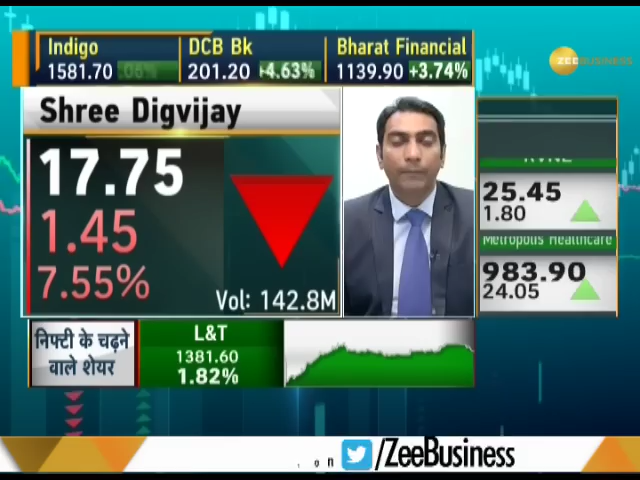 Indigo
1581.70
DCB Bk
201.20 +4.63%
Bharat Financial
1139.90 +3.74%
ZEEBUSINESS
Shree Digvijay
17.75
1.45
7.55%
Vol: 142.8M
25.45
1.80
Metropolis Healthcare
983.90
24.05
निफ्टी के चढ़ने
वाले शेयर
L&T
1381.60
1.82%
on /ZeeBusiness